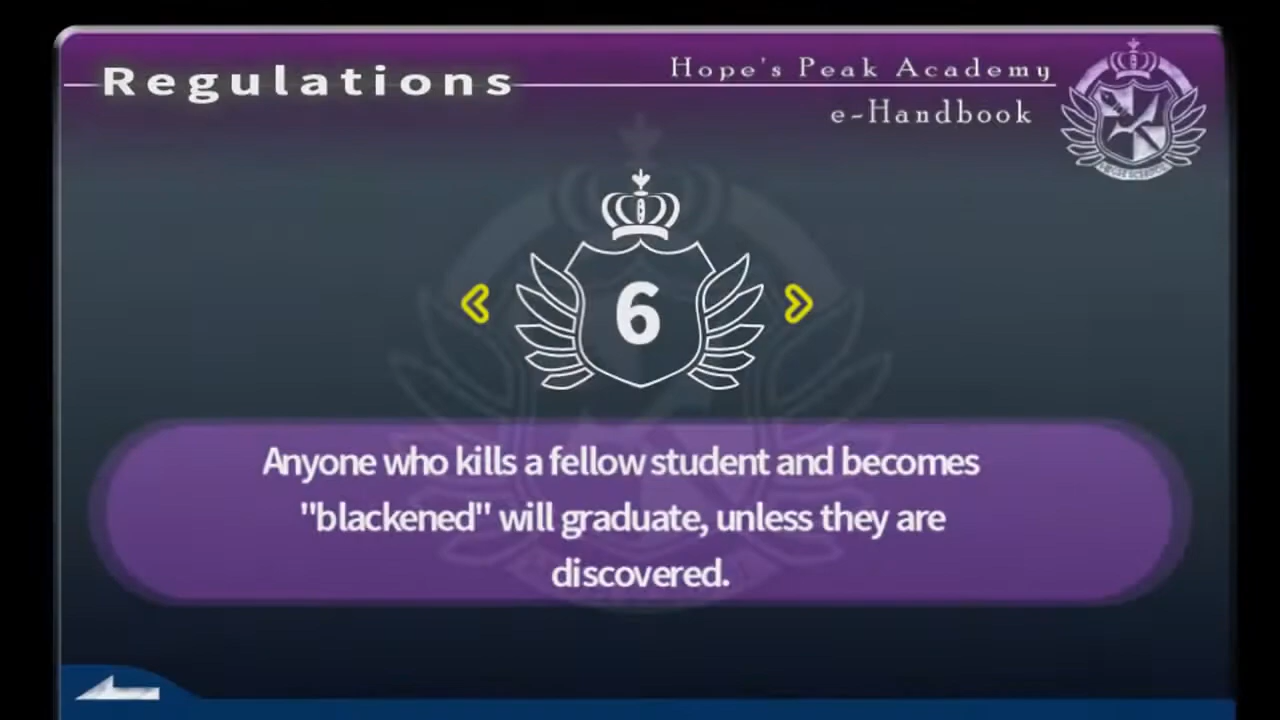 Regulations
Hope's Peak Academy
e-Handbook
6
Anyone who kills a fellow student and becomes
"blackened" will graduate, unless they are
discovered.